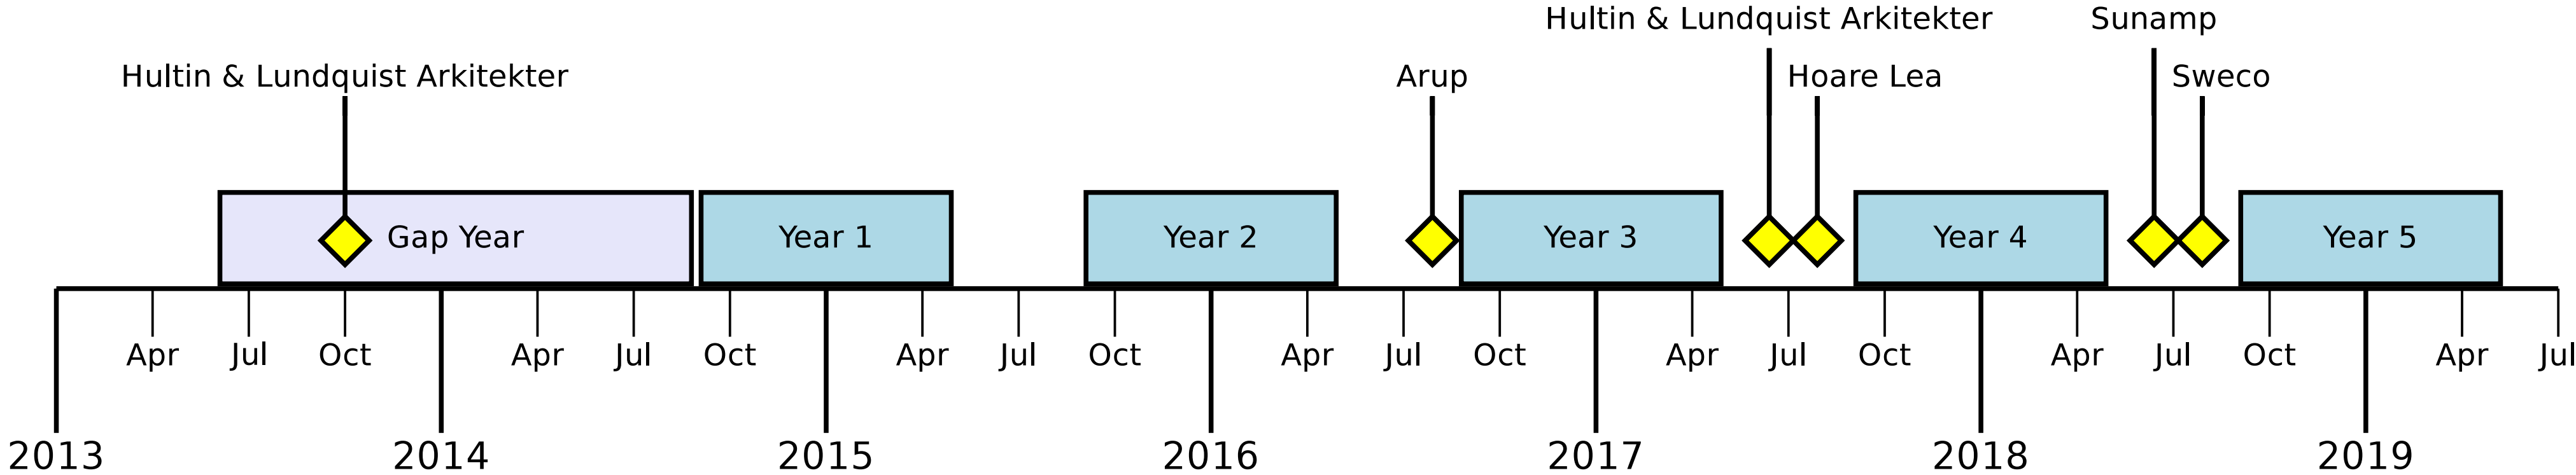 Hultin & Lundquist Arkitekter
Sunamp
Hultin & Lundquist Arkitekter
Arup
Hoare Lea
Sweco
Gap Year
Year 1
Year 2
Year 3
Year 4
Year 5
Apr
Jul
Oct
Apr
Jul
Oct
Apr
Jul
Oct
Apr
Jul
Oct
Apr
Jul
Oct
Apr
Jul
Oct
Apr
Jul
2013
2014
2015
2016
2017
2018
2019